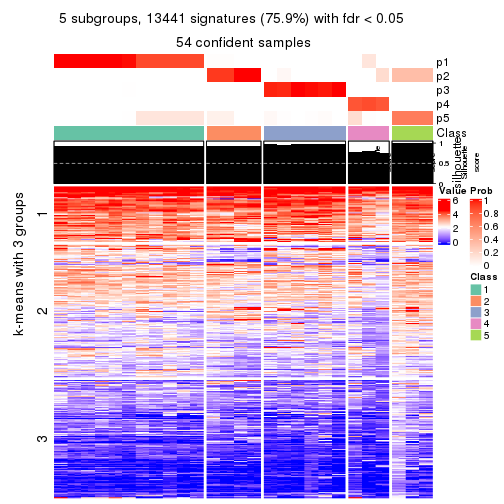 5 subgroups, 13441 signatures (75.9%) with fdr < 0.05
54 confident samples
p1
p2
p3
p4
p5
Class
1
0.5
0
silhouette
Silhouette
score
k-means with 3 groups
1
2
3
Value
6
4
2
0
Prob
1
0.8
0.6
0.4
0.2
0
Class
1
2
3
4
5